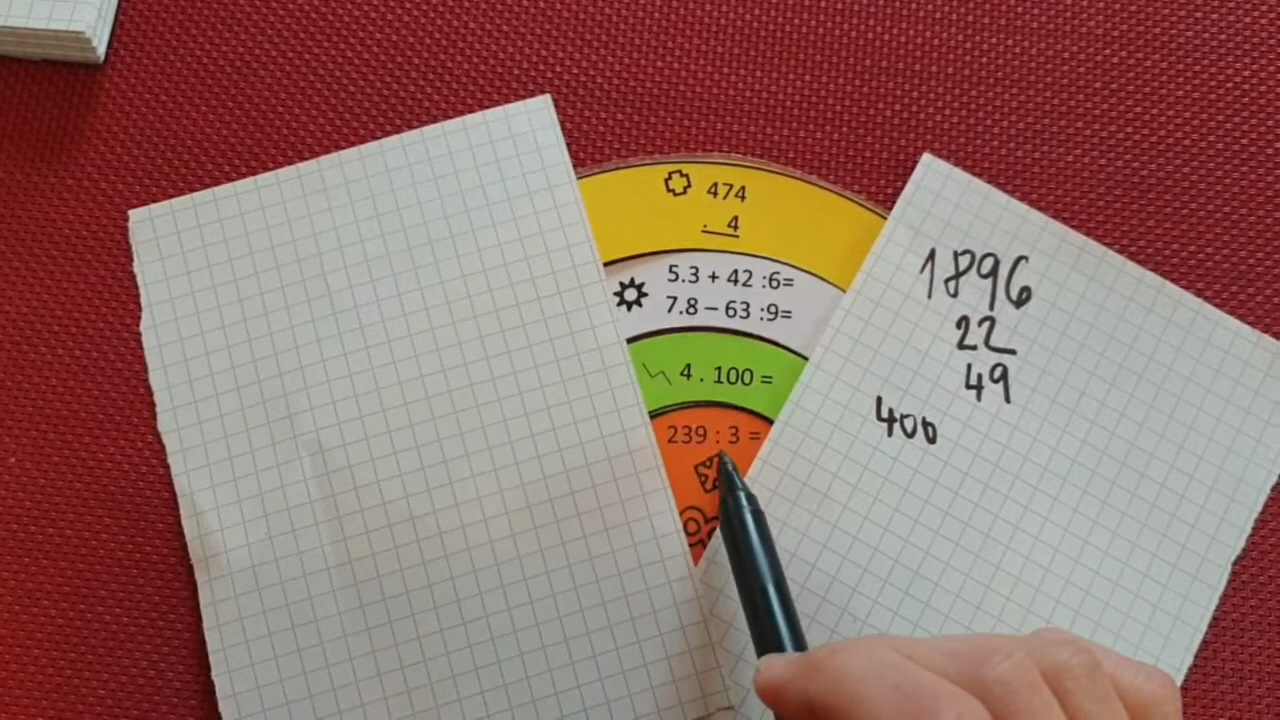 474
. 4
5.3 + 42 :6=
7.8 – 63 :9=
4 . 100 =
239 : 3 =
1896
22
49
400